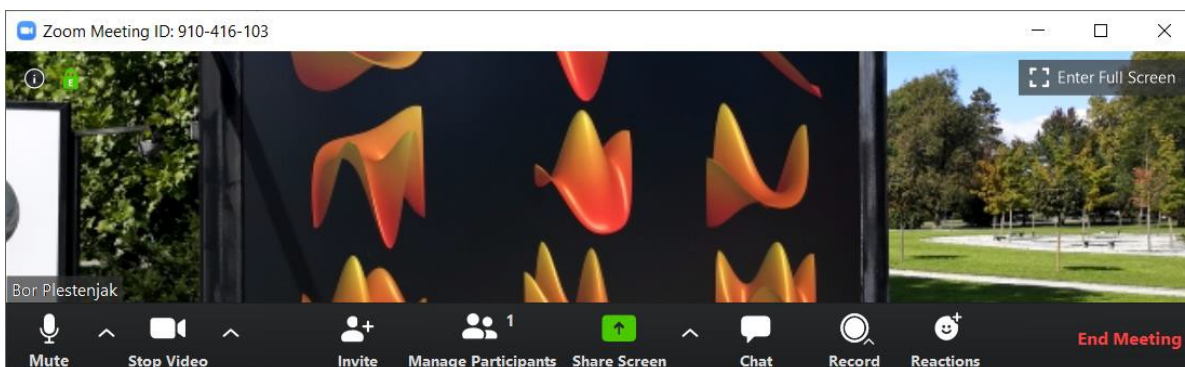 Zoom Meeting ID: 910-416-103
Enter Full Screen
E
Bor Plestenjak
1
Mute Stop Video Invite Manage Participants Share Screen Chat Record Reactions End Meeting